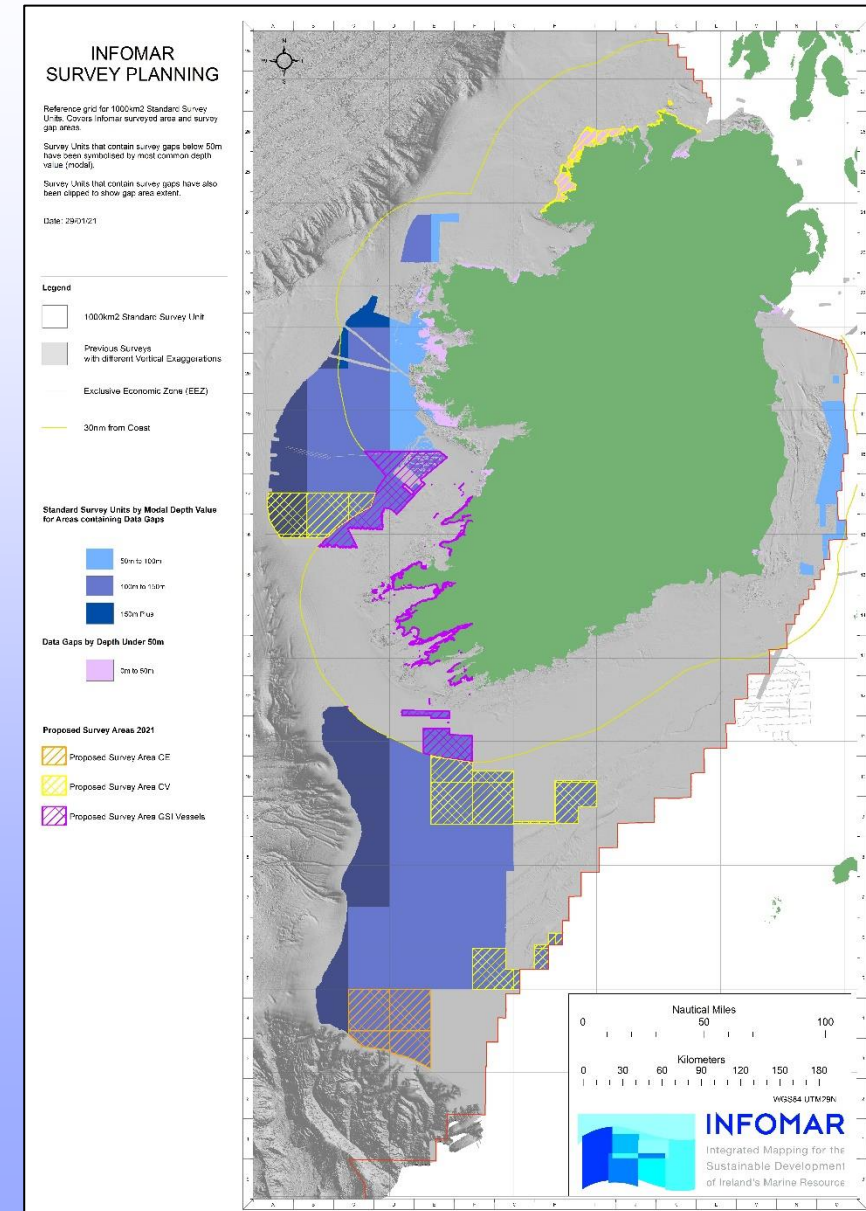 INFOMAR
SURVEY PLANNING
Reference grid for 1000km2 Standard Survey
Units. Covers Infomar surveyed area and survey
gap areas.
Survey Units that contain survey gaps below 50m
have been symbolised by most common depth
value (modal).
Survey Units that contain survey gaps have also
been clipped to show gap area extent.
Date: 29/01/21
Legend
1000km2 Standard Survey Unit
Previous Surveys
with different Vertical Exaggerations
Exclusive Economic Zone (EEZ)
30nm from Coast
Standard Survey Units by Modal Depth Value
for Areas containing Data Gaps
50m to 100m
100m to 150m
150m Plus
Data Gaps by Depth Under 50m
0m to 50m
Proposed Survey Areas 2021
Proposed Survey Area CE
Proposed Survey Area CV
Proposed Survey Area GSI Vessels
N
S
Nautical Miles
0 50 100
Kilometers
0 30 60 90 120 150 180
WGS84 UTM29N
INFOMAR
Integrated Mapping for the
Sustainable Development
of Ireland's Marine Resource